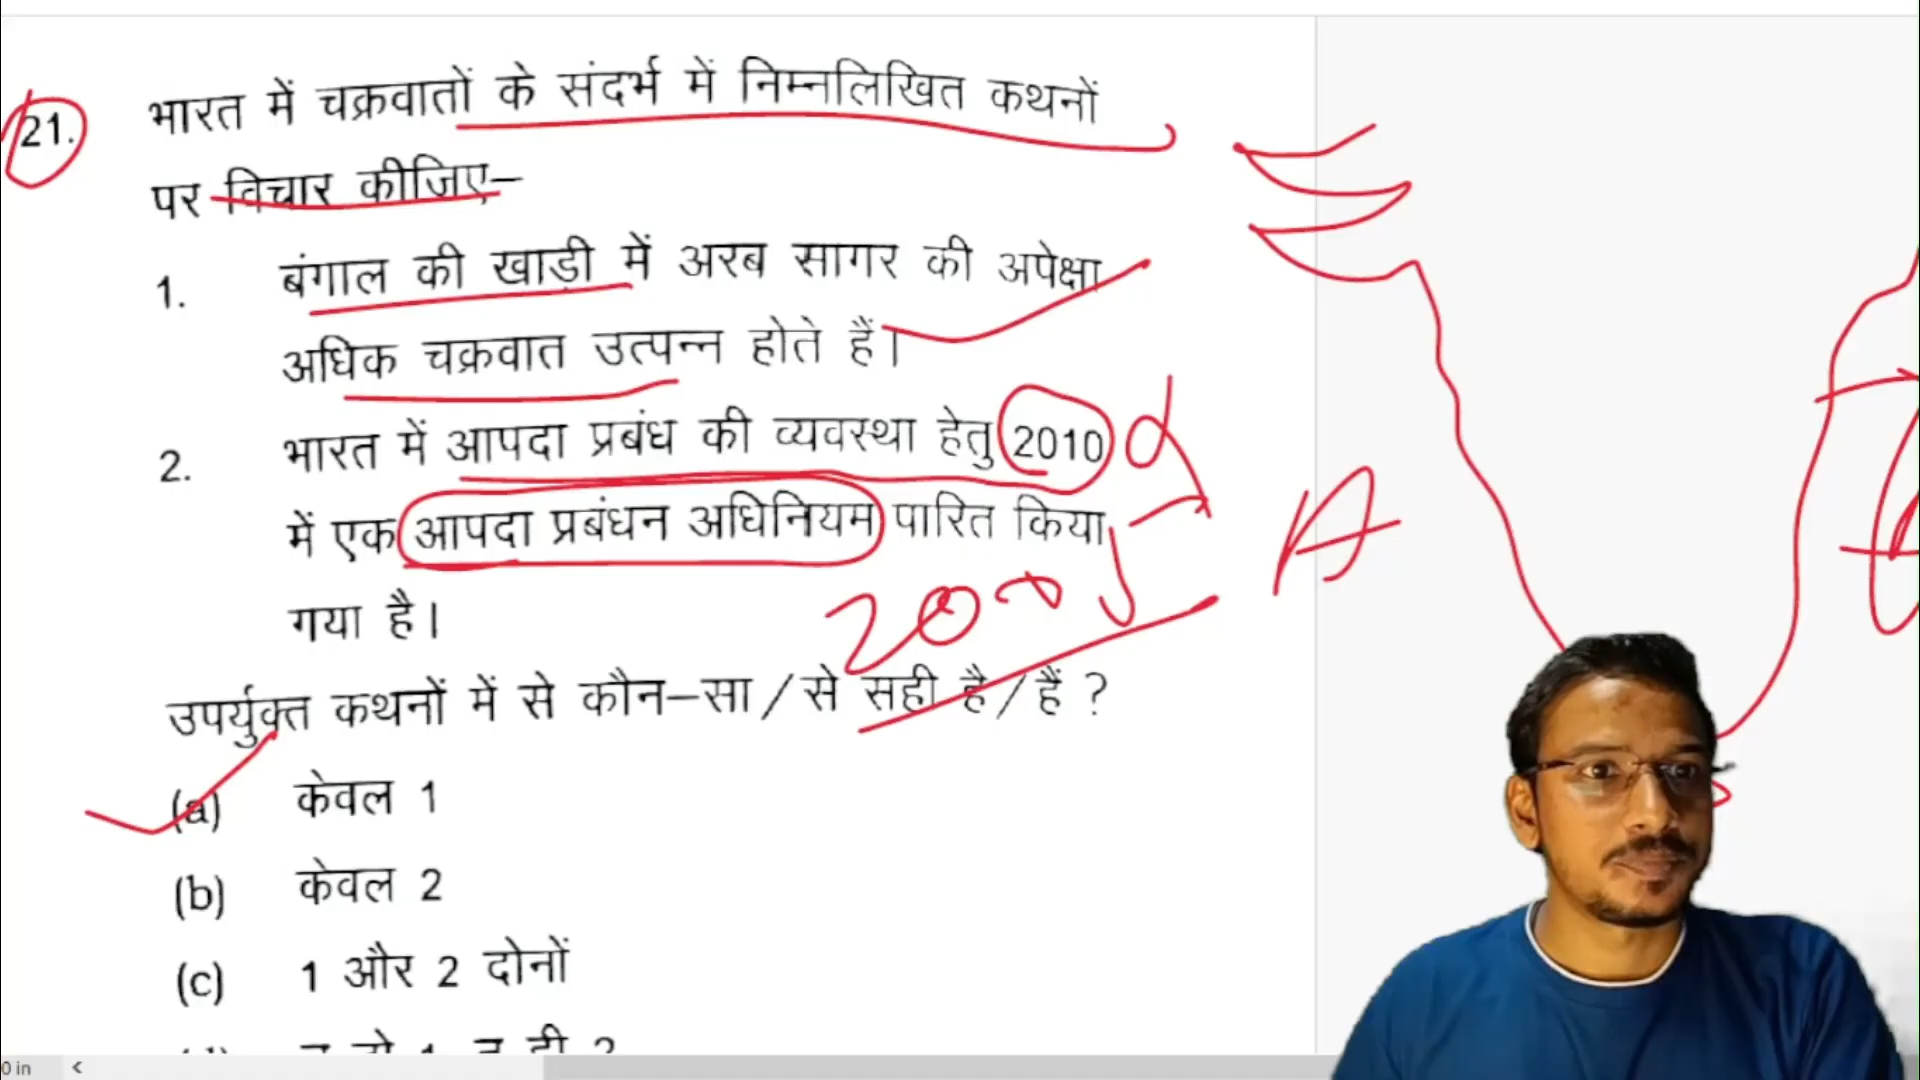 21. भारत में चक्रवातों के संदर्भ में निम्नलिखित कथनों
पर विचार कीजिए–
1. बंगाल की खाड़ी में अरब सागर की अपेक्षा
अधिक चक्रवात उत्पन्न होते हैं।
2. भारत में आपदा प्रबंध की व्यवस्था हेतु 2010
में एक आपदा प्रबंधन अधिनियम पारित किया
गया है।
2005
A
उपर्युक्त कथनों में से कौन–सा/से सही है/हैं ?
(a) केवल 1
(b) केवल 2
(c) 1 और 2 दोनों
0 in <